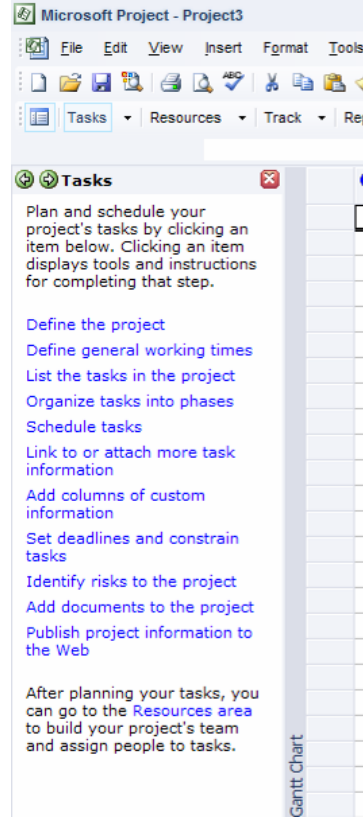 Microsoft Project - Project3
File Edit View Insert Format Tools
ABC
Tasks Resources Track
Tasks
Plan and schedule your
project's tasks by clicking an
item below. Clicking an item
displays tools and instructions
for completing that step.
Define the project
Define general working times
List the tasks in the project
Organize tasks into phases
Schedule tasks
Link to or attach more task
information
Add columns of custom
information
Set deadlines and constrain
tasks
Identify risks to the project
Add documents to the project
Publish project information to
the Web
After planning your tasks, you
can go to the Resources area
to build your project's team
and assign people to tasks.
Gantt Chart